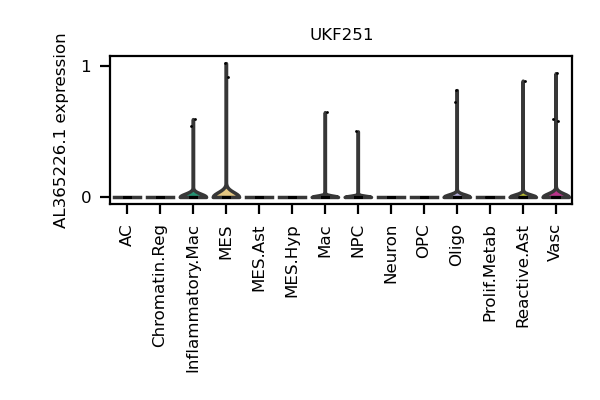 UKF251
AL365226.1 expression
1
0
AC
Chromatin.Reg
Inflammatory.Mac
MES
MES.Ast
MES.Hyp
Mac
NPC
Neuron
OPC
Oligo
Prolif.Metab
Reactive.Ast
Vasc